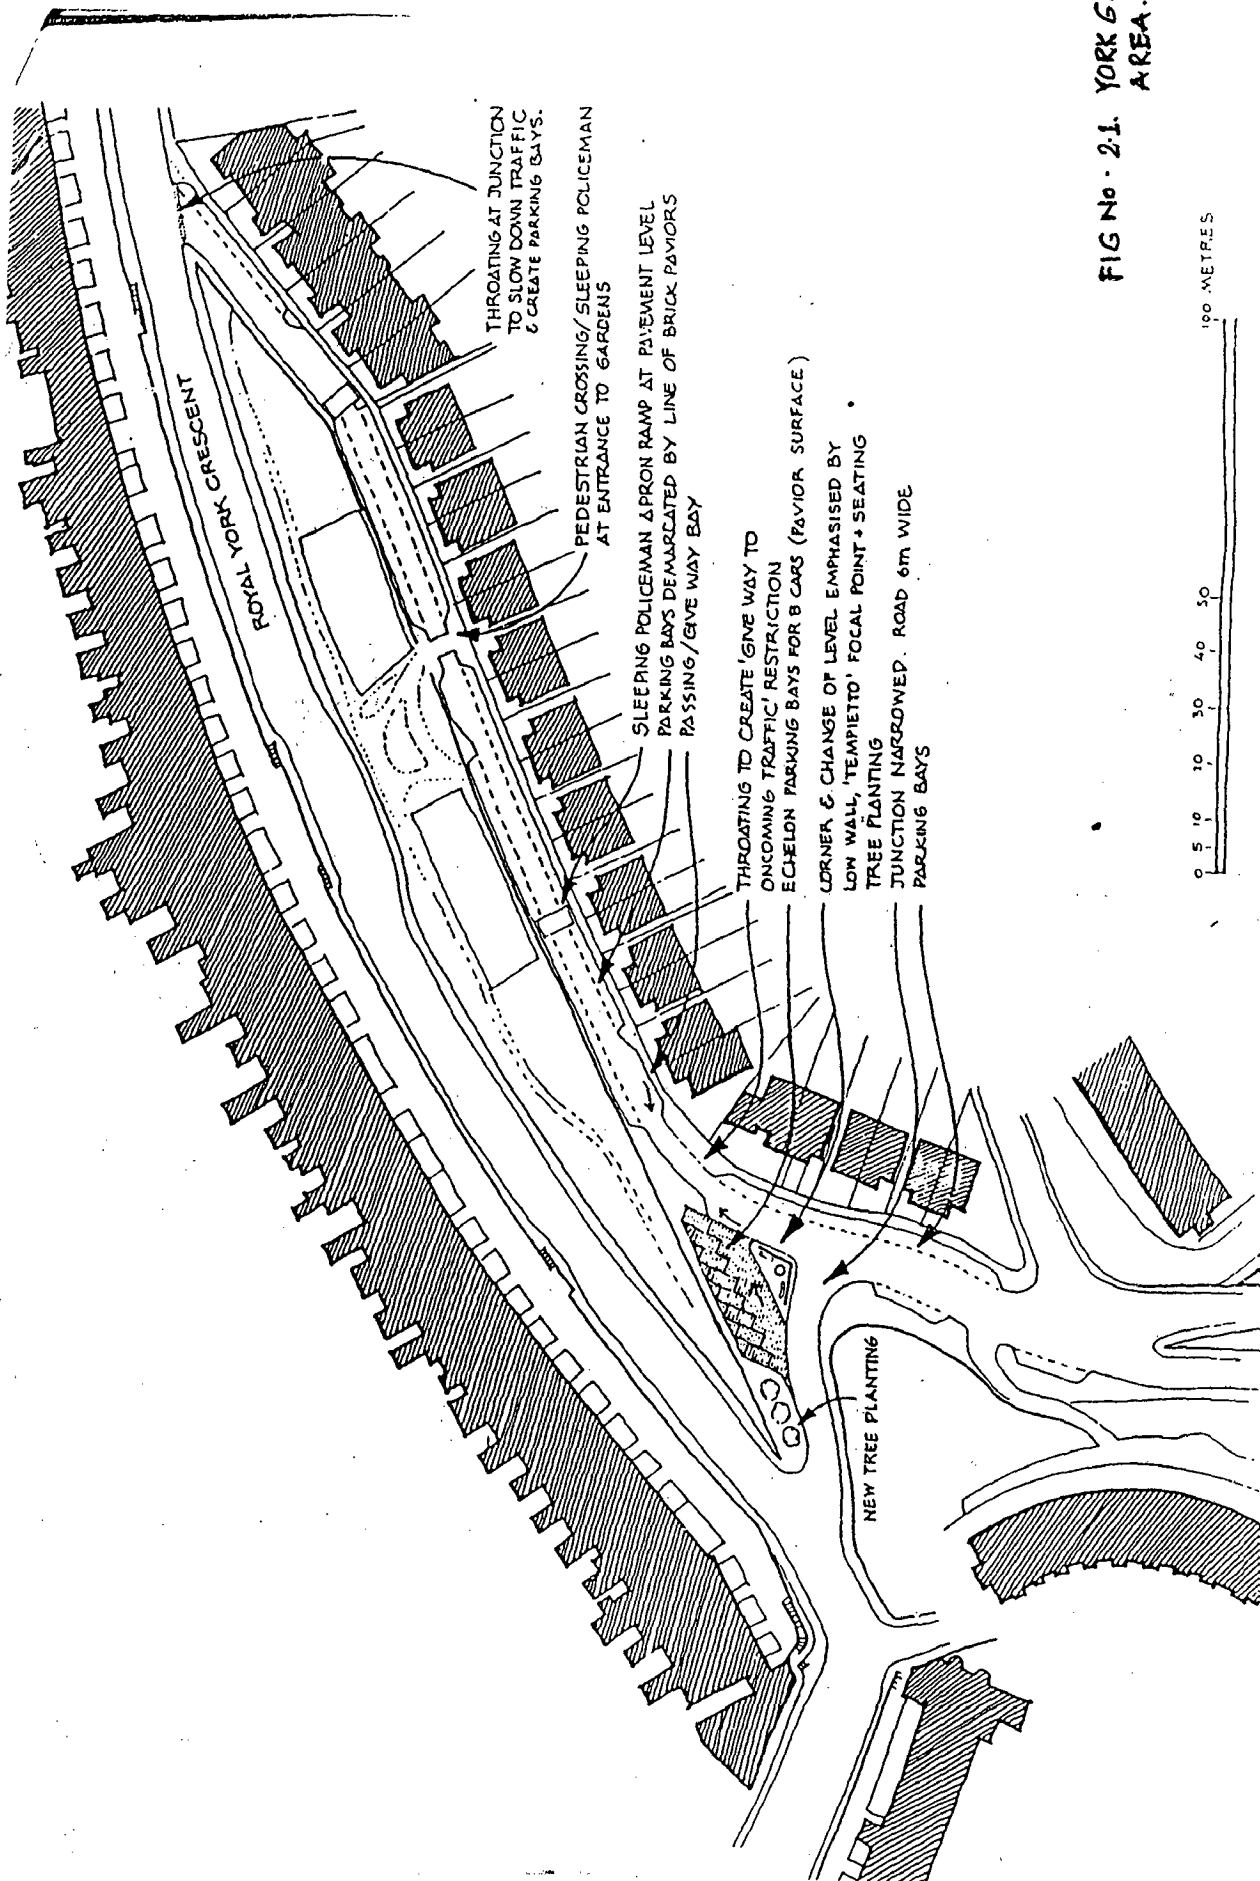 FIG No. 2.1. YORK G
AREA.
ROYAL YORK CRESCENT
THROATING AT JUNCTION
TO SLOW DOWN TRAFFIC
& CREATE PARKING BAYS.
PEDESTRIAN CROSSING/SLEEPING POLICEMAN
AT ENTRANCE TO GARDENS
SLEEPING POLICEMAN APRON RAMP AT PAVEMENT LEVEL
PARKING BAYS DEMARCATED BY LINE OF BRICK PAVIORS
PASSING/GIVE WAY BAY
THROATING TO CREATE 'GIVE WAY TO
ONCOMING TRAFFIC' RESTRICTION
ECHELON PARKING BAYS FOR 8 CARS (PAVIOR SURFACE)
CORNER & CHANGE OF LEVEL EMPHASISED BY
LOW WALL, 'TEMPIETTO' FOCAL POINT + SEATING
TREE PLANTING
JUNCTION NARROWED. ROAD 6m WIDE
PARKING BAYS
NEW TREE PLANTING
0 5 10 10 30 40 50 100 METRES